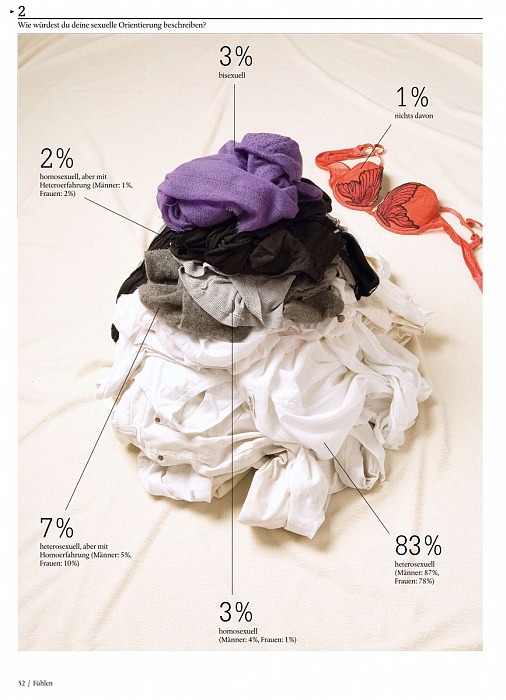 ▸ 2
Wie würdest du deine sexuelle Orientierung beschreiben?
3%
bisexuell
1%
nichts davon
2%
homosexuell, aber mit
Heteroerfahrung (Männer: 1%,
Frauen: 2%)
7%
heterosexuell, aber mit
Homoerfahrung (Männer: 5%,
Frauen: 10%)
83%
heterosexuell
(Männer: 87%,
Frauen: 78%)
3%
homosexuell
(Männer: 4%, Frauen: 1%)
52 / Fühlen